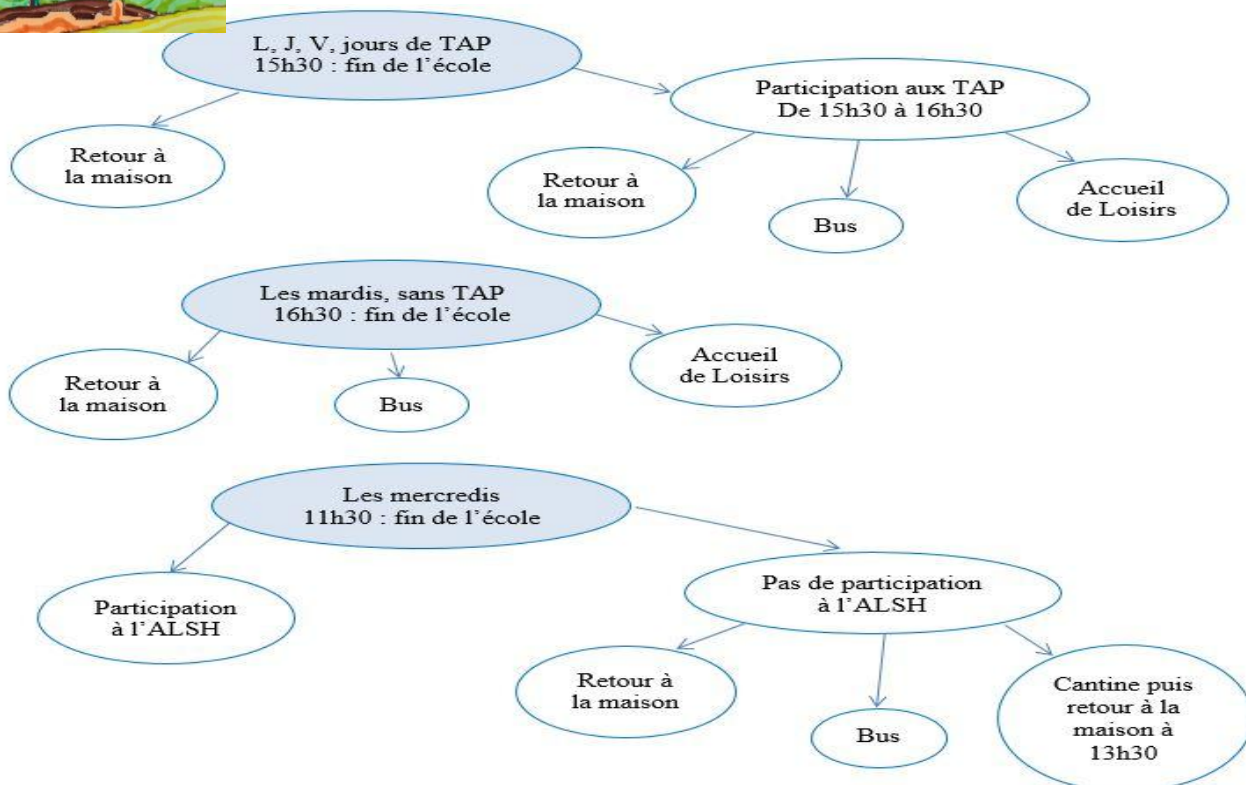 L, J, V, jours de TAP
15h30 : fin de l’école
Participation aux TAP
De 15h30 à 16h30
Retour à
la maison
Retour à
la maison
Bus
Accueil
de Loisirs
Les mardis, sans TAP
16h30 : fin de l’école
Retour à
la maison
Bus
Accueil
de Loisirs
Les mercredis
11h30 : fin de l’école
Participation
à l’ALSH
Pas de participation
à l’ALSH
Retour à
la maison
Bus
Cantine puis
retour à la
maison à
13h30